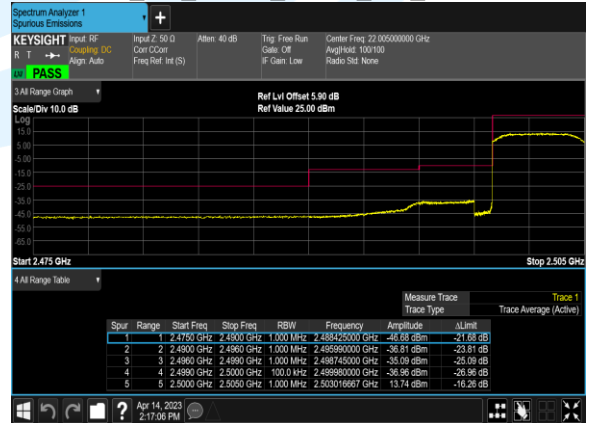 Spectrum Analyzer 1
Spurious Emissions
KEYSIGHT Input: RF Input Z: 50 Ω Atten: 40 dB Trig: Free Run Center Freq: 22.005000000 GHz
R T Coupling: DC Corr CCorr Gate: Off Avg|Hold: 100/100
Align: Auto Freq Ref: Int (S) IF Gain: Low Radio Std: None
PASS
3 All Range Graph
Ref Lvl Offset 5.90 dB
Scale/Div 10.0 dB Ref Value 25.00 dBm
Log
15.0
5.00
-5.00
-15.0
-25.0
-35.0
-45.0
-55.0
-65.0
Start 2.475 GHz Stop 2.505 GHz
4 All Range Table
Measure Trace Trace 1
Trace Type Trace Average (Active)
Spur Range Start Freq Stop Freq RBW Frequency Amplitude ΔLimit
1 1 2.4750 GHz 2.4900 GHz 1.000 MHz 2.488425000 GHz -46.68 dBm -21.68 dB
2 2 2.4900 GHz 2.4960 GHz 1.000 MHz 2.495990000 GHz -36.81 dBm -23.81 dB
3 3 2.4960 GHz 2.4990 GHz 1.000 MHz 2.498745000 GHz -35.09 dBm -25.09 dB
4 4 2.4990 GHz 2.5000 GHz 100.0 kHz 2.499980000 GHz -36.96 dBm -26.96 dB
5 5 2.5000 GHz 2.5050 GHz 1.000 MHz 2.503016667 GHz 13.74 dBm -16.26 dB
?
Apr 14, 2023
2:17:06 PM